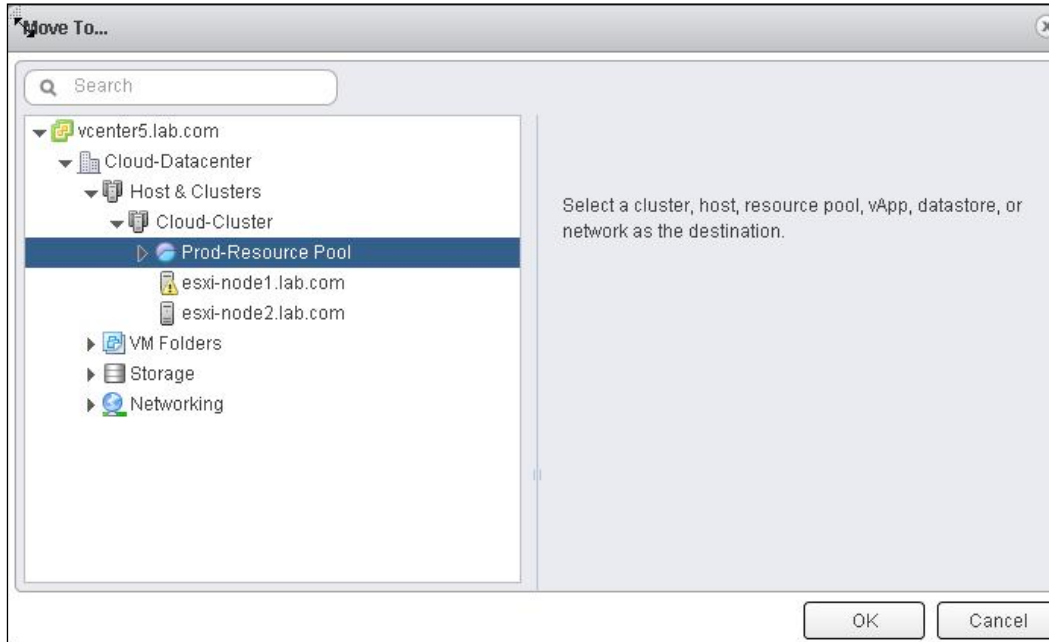 Move To...
Search
vcenter5.lab.com
Cloud-Datacenter
Host & Clusters
Cloud-Cluster
Prod-Resource Pool
esxi-node1.lab.com
esxi-node2.lab.com
VM Folders
Storage
Networking
Select a cluster, host, resource pool, vApp, datastore, or
network as the destination.
OK
Cancel